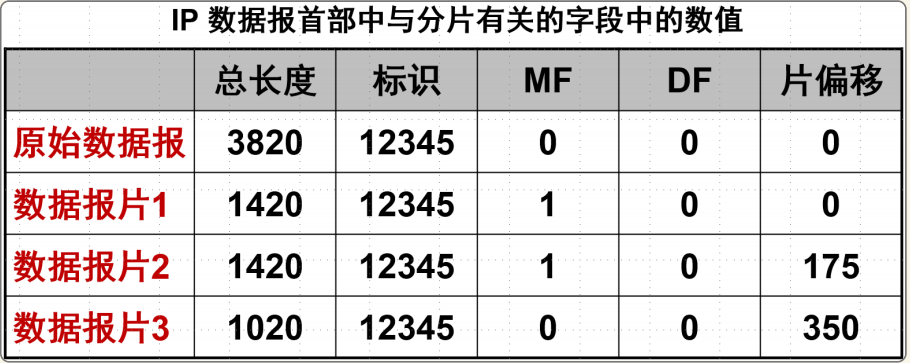 IP 数据报首部中与分片有关的字段中的数值
总长度 标识 MF DF 片偏移
原始数据报 3820 12345 0 0 0
数据报片1 1420 12345 1 0 0
数据报片2 1420 12345 1 0 175
数据报片3 1020 12345 0 0 350